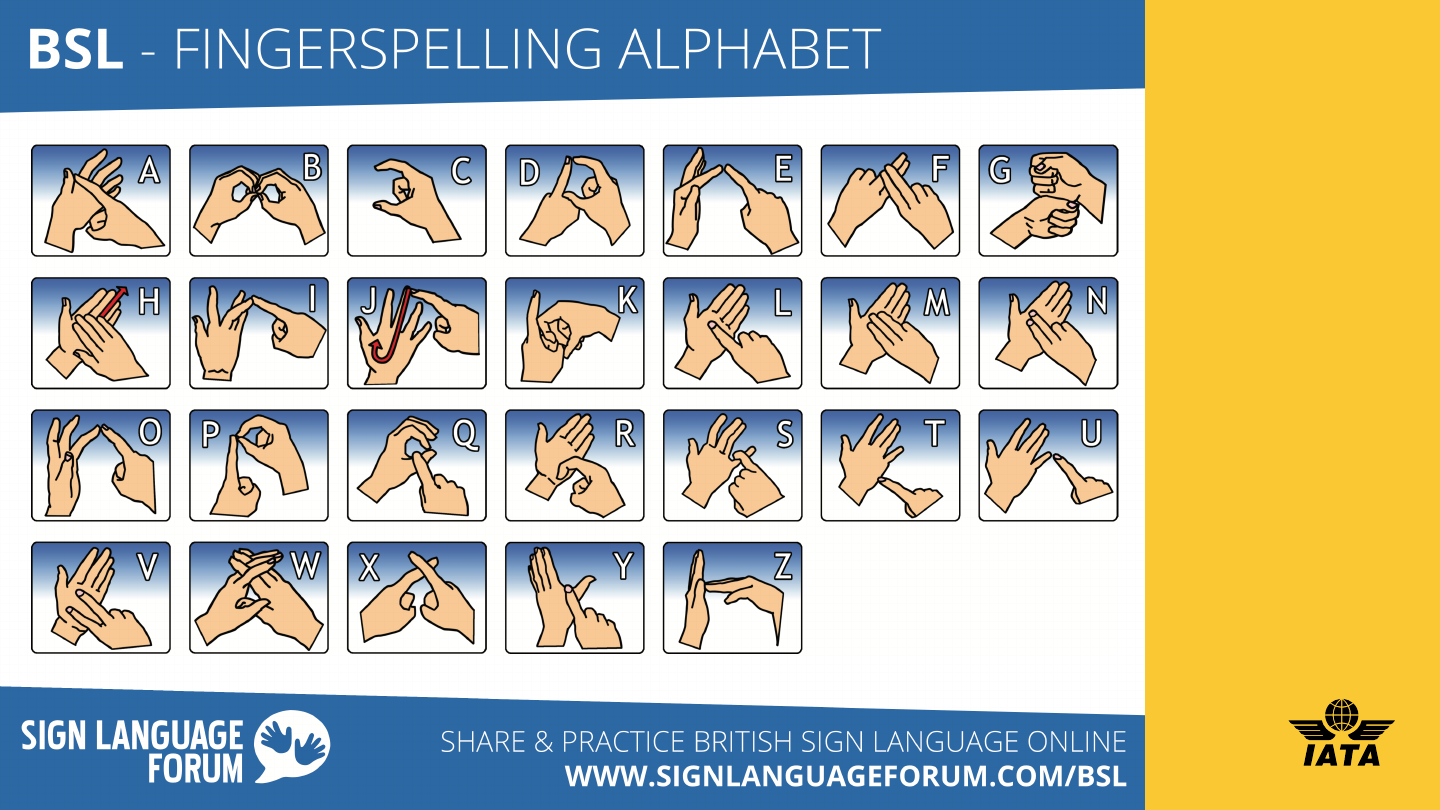 BSL - FINGERSPELLING ALPHABET
A B C D E F G
H I J K L M N
O P Q R S T U
V W X Y Z
SIGN LANGUAGE
FORUM
SHARE & PRACTICE BRITISH SIGN LANGUAGE ONLINE
WWW.SIGNLANGUAGEFORUM.COM/BSL
IATA